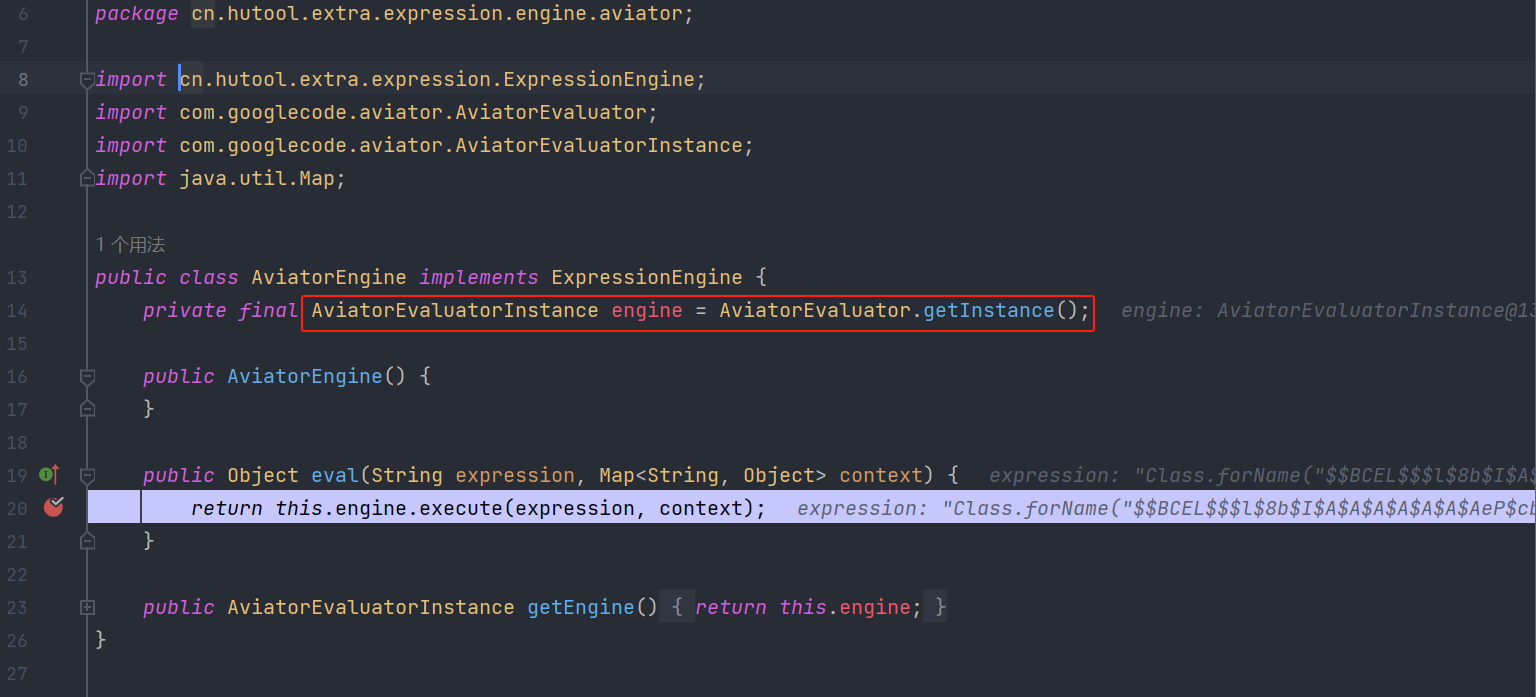 6 package cn.hutool.extra.expression.engine.aviator;
7
8 import cn.hutool.extra.expression.ExpressionEngine;
9 import com.googlecode.aviator.AviatorEvaluator;
10 import com.googlecode.aviator.AviatorEvaluatorInstance;
11 import java.util.Map;
12
1 个用法
13 public class AviatorEngine implements ExpressionEngine {
14 private final AviatorEvaluatorInstance engine = AviatorEvaluator.getInstance(); engine: AviatorEvaluatorInstance@13
15
16 public AviatorEngine() {
17 }
18
19 public Object eval(String expression, Map<String, Object> context) { expression: "Class.forName("$$BCEL$$$l$8b$I$A$
20 return this.engine.execute(expression, context); expression: "Class.forName("$$BCEL$$$l$8b$I$A$A$A$A$A$A$AeP$cb
21 }
22
23 public AviatorEvaluatorInstance getEngine() { return this.engine; }
26 }
27